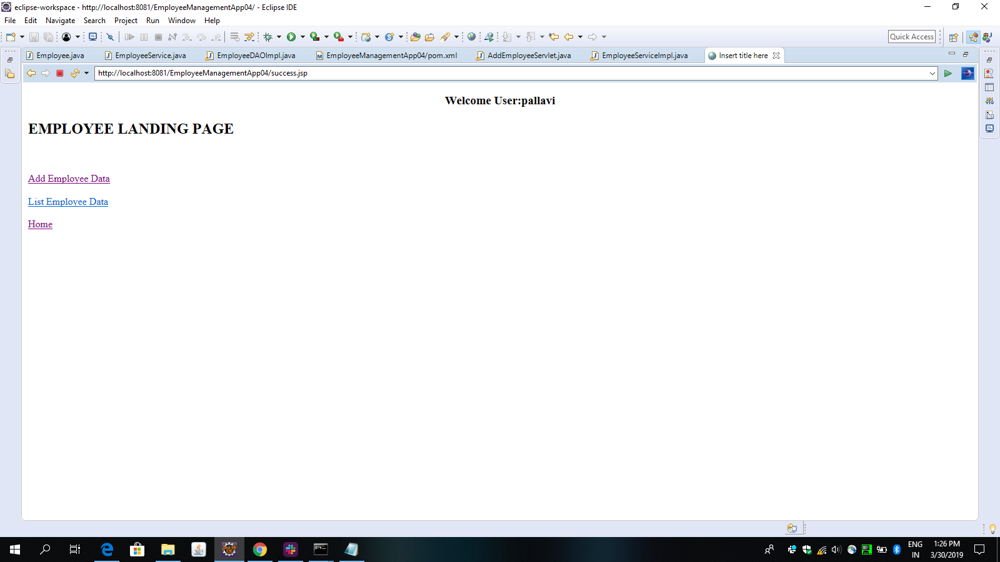 eclipse-workspace - http://localhost:8081/EmployeeManagementApp04/ - Eclipse IDE
File Edit Navigate Search Project Run Window Help
Quick Access
Employee.java EmployeeService.java EmployeeDAOImpl.java EmployeeManagementApp04/pom.xml AddEmployeeServlet.java EmployeeServiceImpl.java Insert title here
http://localhost:8081/EmployeeManagementApp04/success.jsp
Welcome User:pallavi
EMPLOYEE LANDING PAGE
Add Employee Data
List Employee Data
Home
ENG 1:26 PM
IN 3/30/2019